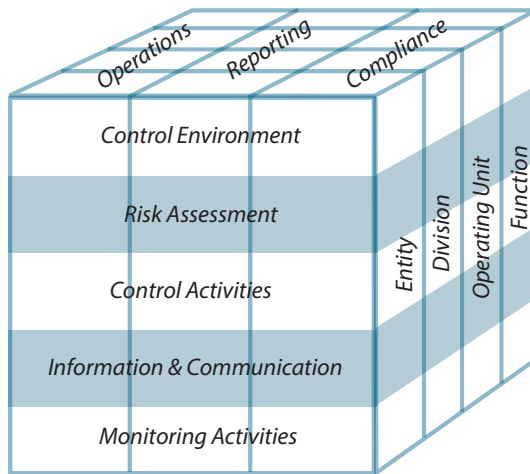 Operations
Reporting
Compliance
Control Environment
Risk Assessment
Control Activities
Information & Communication
Monitoring Activities
Entity
Division
Operating Unit
Function